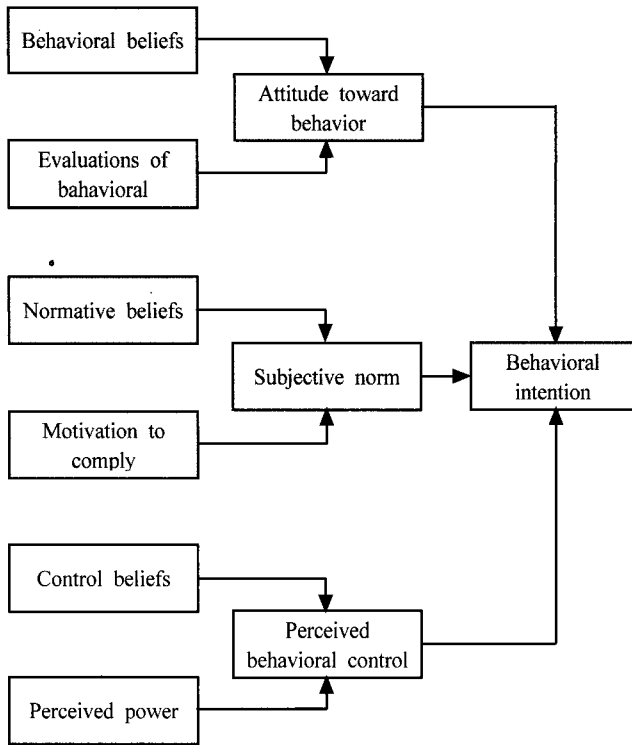 Behavioral beliefs
Attitude toward
behavior
Evaluations of
bahavioral
Normative beliefs
Subjective norm
Behavioral
intention
Motivation to
comply
Control beliefs
Perceived
behavioral control
Perceived power